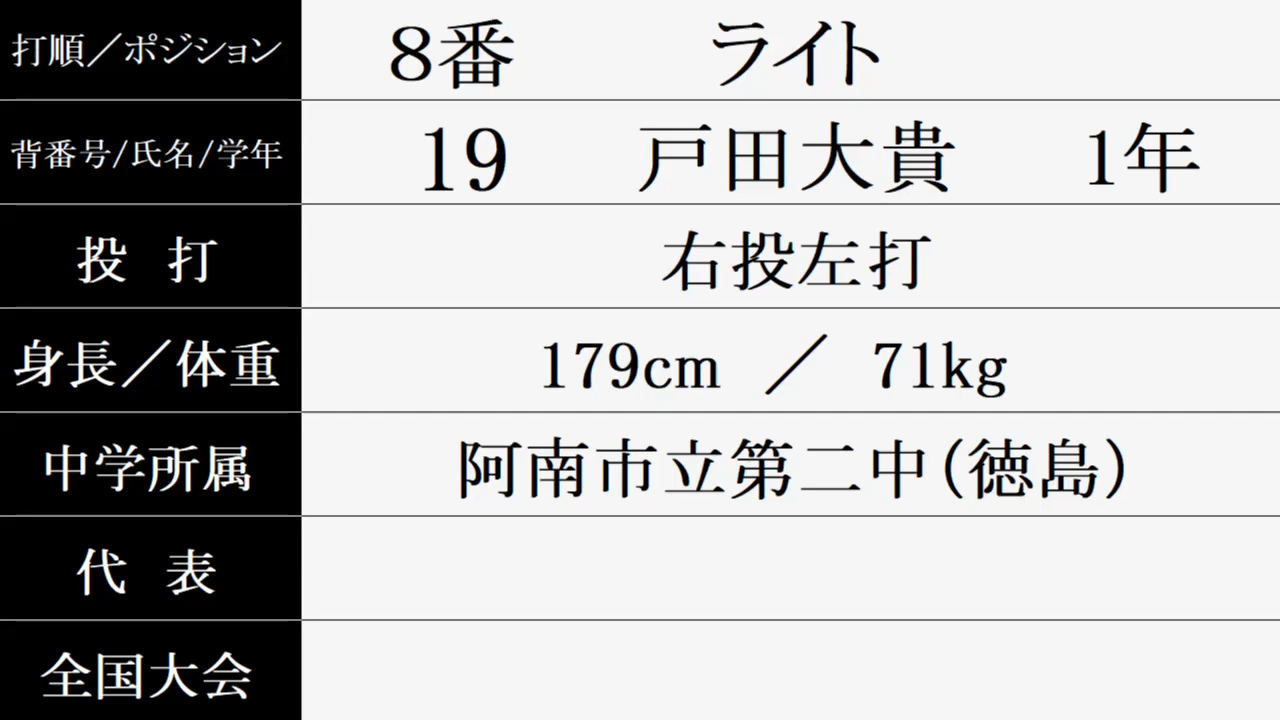 打順／ポジション 8番 ライト
背番号/氏名/学年 19 戸田大貴 1年
投 打 右投左打
身長／体重 179cm ／ 71kg
中学所属 阿南市立第二中(徳島)
代 表
全国大会